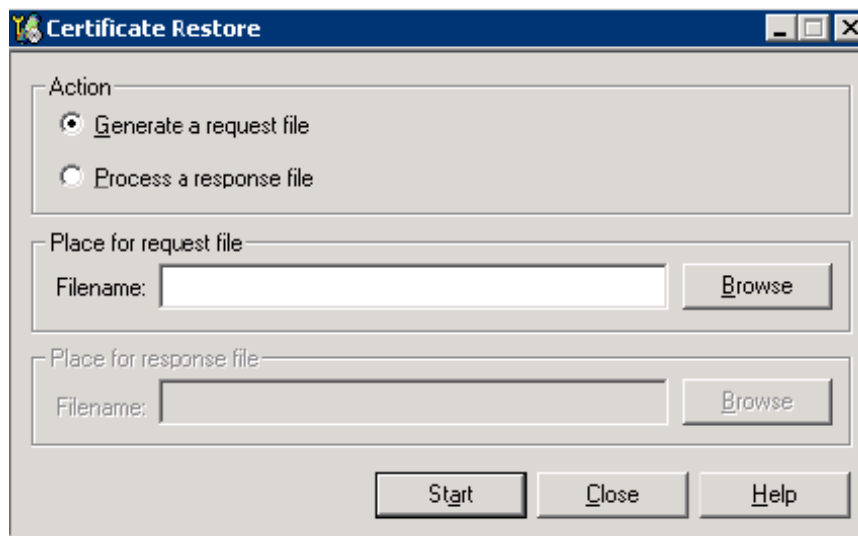 Certificate Restore
Action
Generate a request file
Process a response file
Place for request file
Filename:
Browse
Place for response file
Filename:
Browse
Start
Close
Help